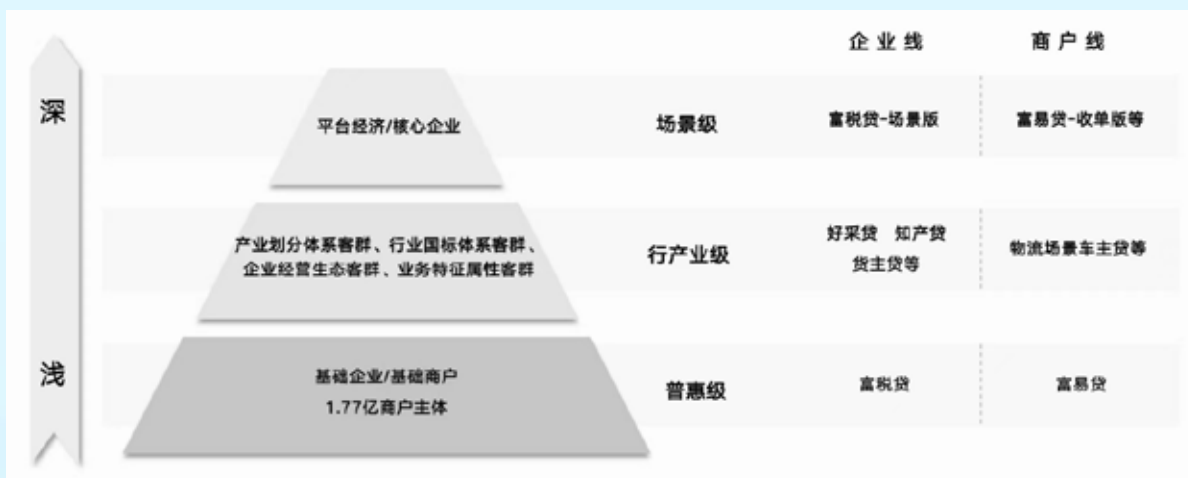 企业线 商户线
深
平台经济/核心企业 场景级 富税贷-场景版 富易贷-收单版等
产业划分体系客群、行业国标体系客群、
企业经营生态客群、业务特征属性客群
行产业级
好采贷 知产贷
货主贷等
物流场景车主贷等
浅
基础企业/基础商户
1.77亿商户主体
普惠级 富税贷 富易贷